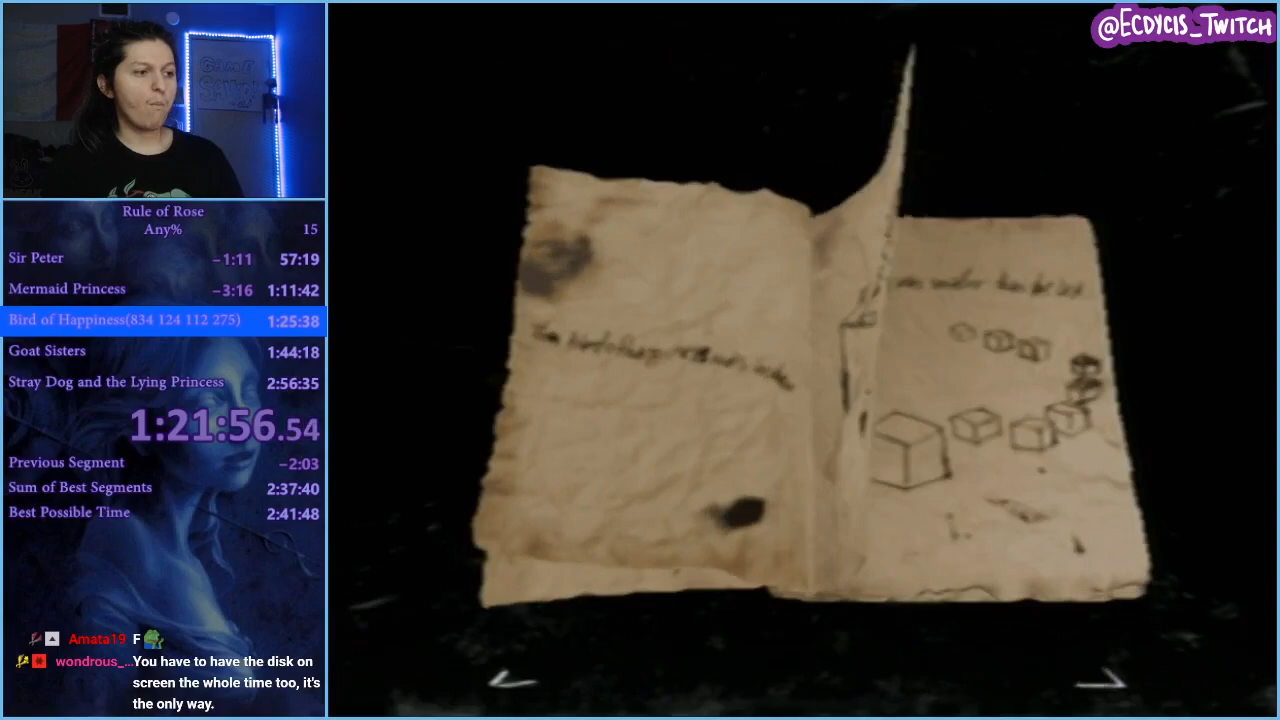 @ECDYCIS_TWITCH
Rule of Rose
Any% 15
Sir Peter −1:11 57:19
Mermaid Princess −3:16 1:11:42
Bird of Happiness(834 124 112 275) 1:25:38
Goat Sisters 1:44:18
Stray Dog and the Lying Princess 2:56:35
1:21:56.54
Previous Segment −2:03
Sum of Best Segments 2:37:40
Best Possible Time 2:41:48
Amata19 F
wondrous_... You have to have the disk on
screen the whole time too, it's
the only way.